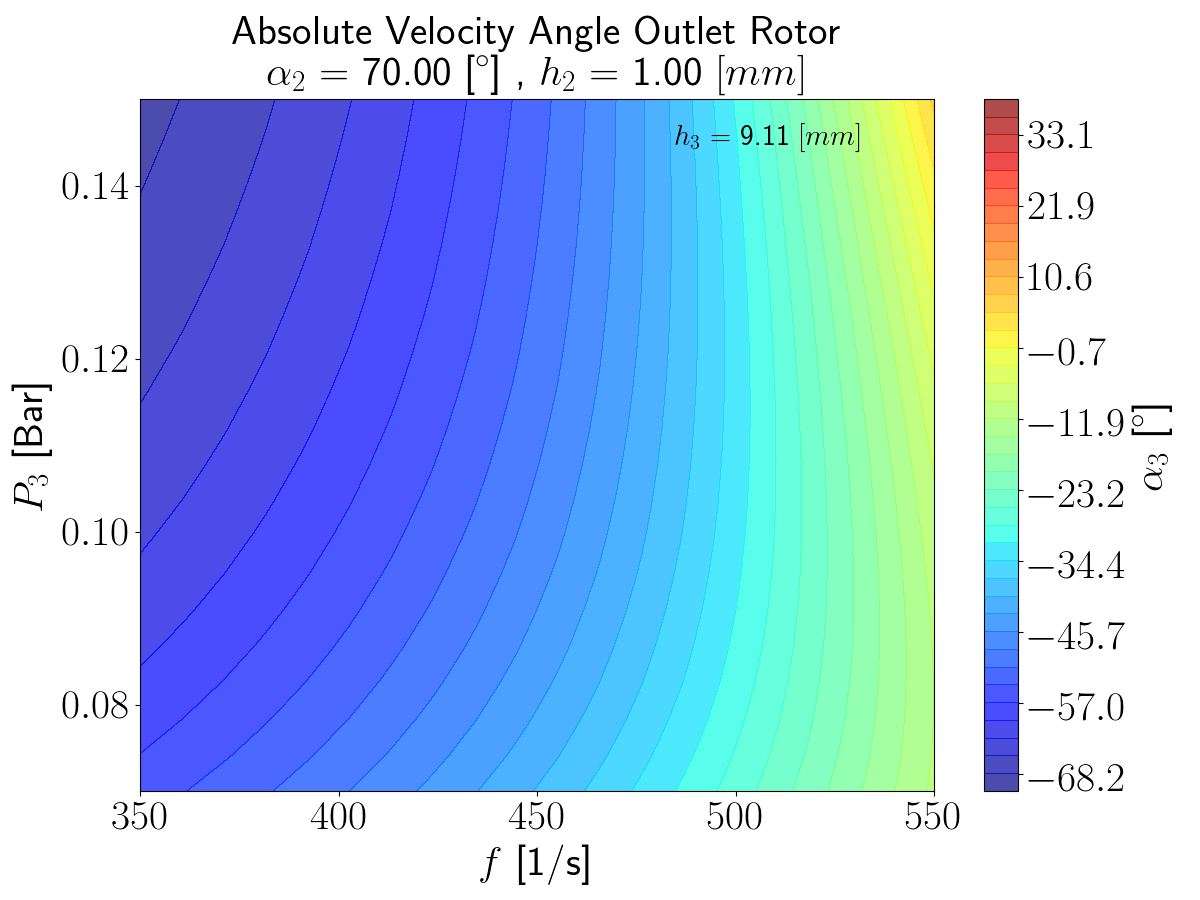 Absolute Velocity Angle Outlet Rotor
α₂ = 70.00 [°] , h₂ = 1.00 [mm]
h₃ = 9.11 [mm]
0.14
0.12
0.10
0.08
P₃ [Bar]
350 400 450 500 550
f [1/s]
33.1
21.9
10.6
−0.7
−11.9
−23.2
−34.4
−45.7
−57.0
−68.2
α₃ [°]